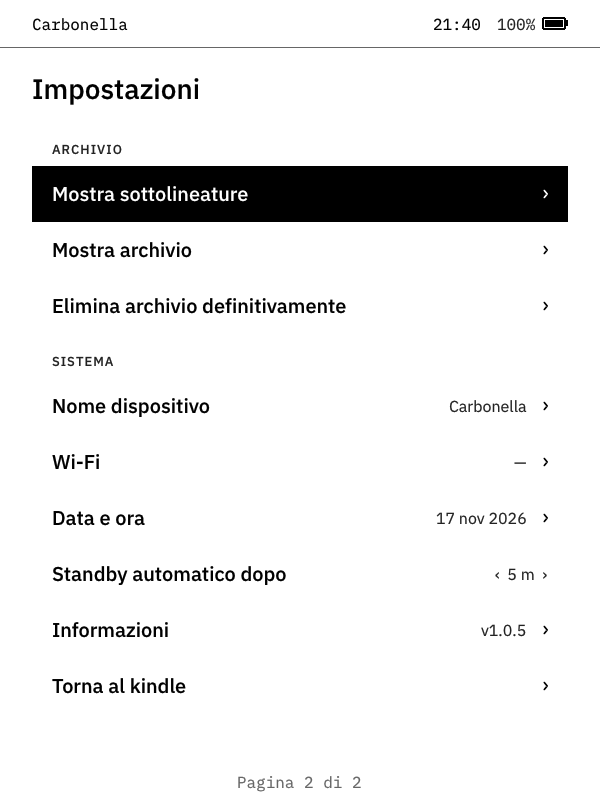 Carbonella 21:40 100%
Impostazioni
ARCHIVIO
Mostra sottolineature ›
Mostra archivio ›
Elimina archivio definitivamente ›
SISTEMA
Nome dispositivo Carbonella ›
Wi-Fi — ›
Data e ora 17 nov 2026 ›
Standby automatico dopo ‹ 5 m ›
Informazioni v1.0.5 ›
Torna al kindle ›
Pagina 2 di 2